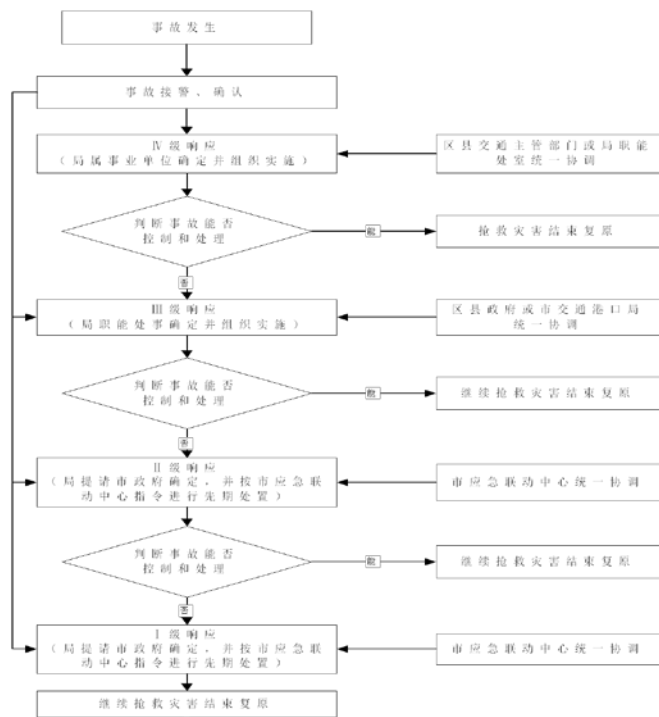 事故发生
事故接警、确认
Ⅳ级响应
（局属事业单位确定并组织实施）
区县交通主管部门或局职能
处室统一协调
判断事故能否
控制和处理
能
抢救灾害结束复原
否
Ⅲ级响应
（局职能处事确定并组织实施）
区县政府或市交通港口局
统一协调
判断事故能否
控制和处理
能
继续抢救灾害结束复原
否
Ⅱ级响应
（局提请市政府确定，并按市应急联
动中心指令进行先期处置）
市应急联动中心统一协调
判断事故能否
控制和处理
能
继续抢救灾害结束复原
否
Ⅰ级响应
（局提请市政府确定，并按市应急联
动中心指令进行先期处置）
市应急联动中心统一协调
继续抢救灾害结束复原